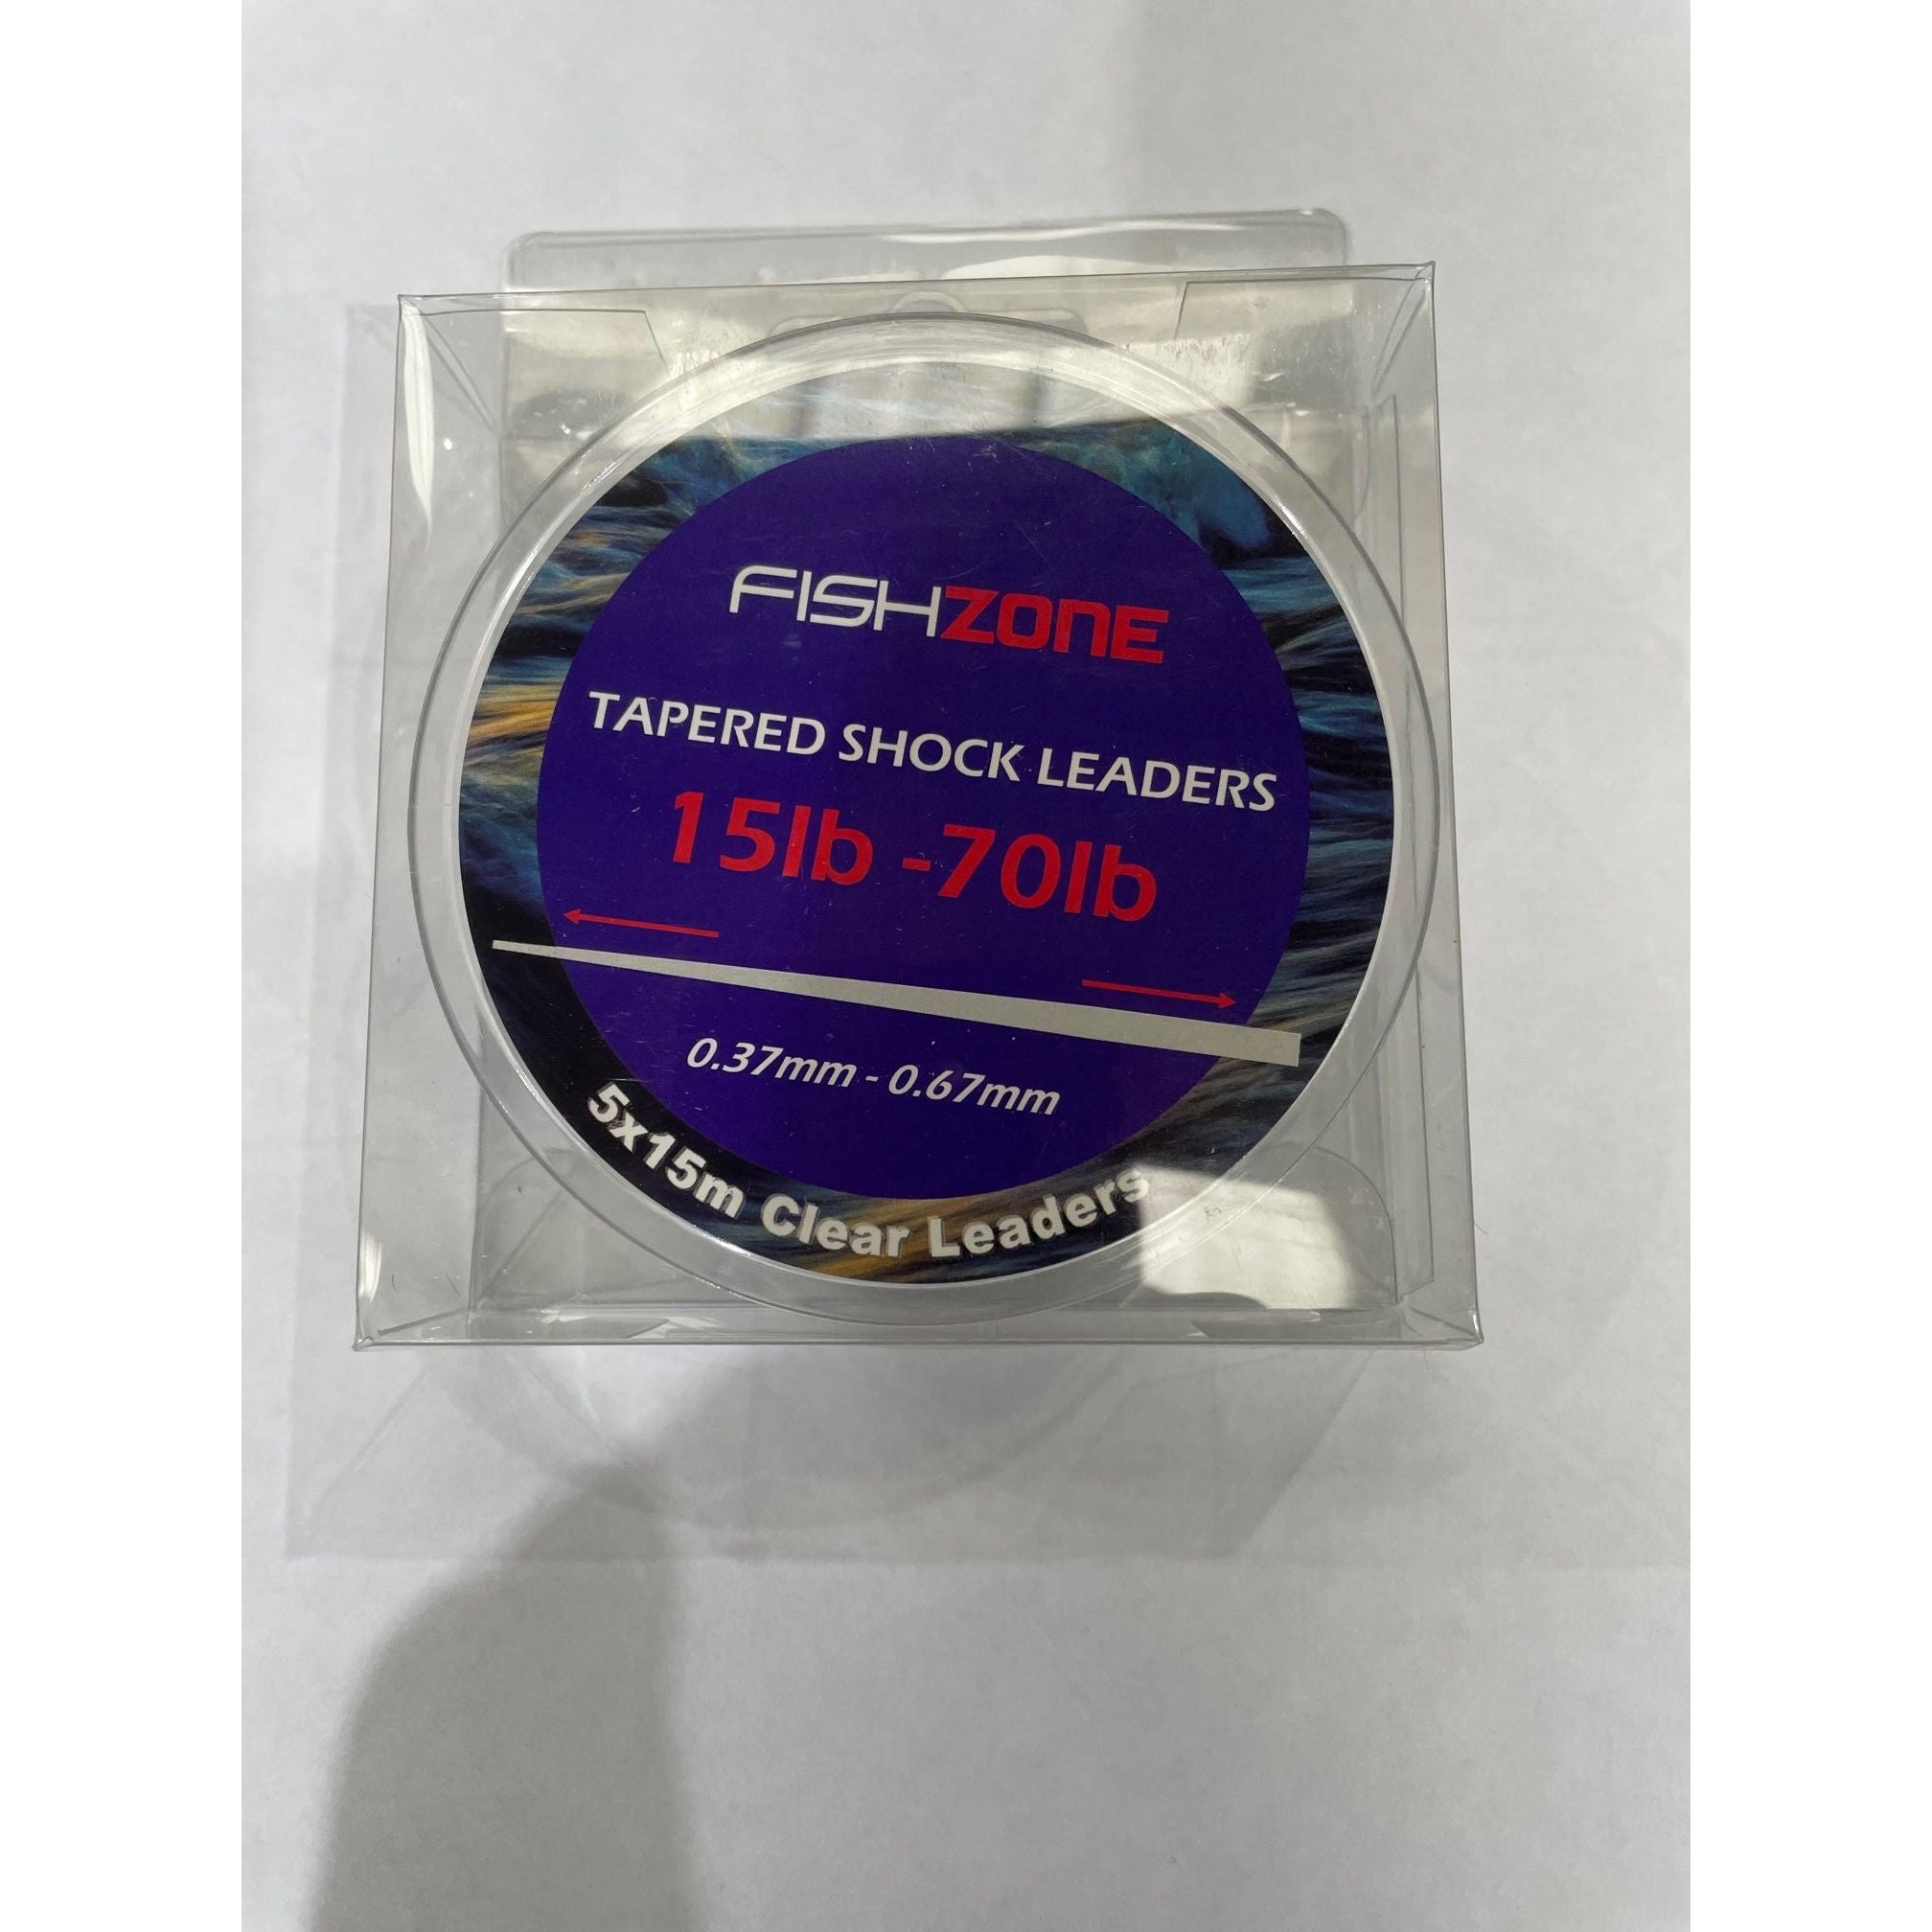 FISHZONE
TAPERED SHOCK LEADERS
15lb -70lb
0.37mm - 0.67mm
5x15m Clear Leaders